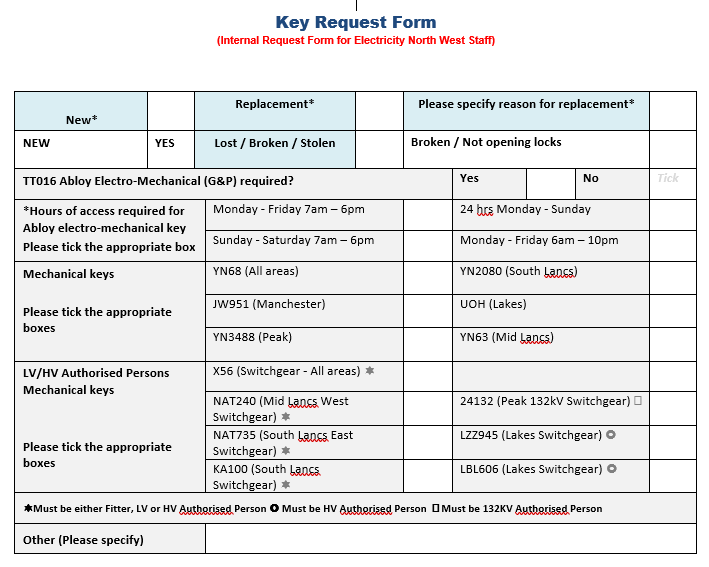 Key Request Form
(Internal Request Form for Electricity North West Staff)
New*
Replacement*
Please specify reason for replacement*
NEW
YES
Lost / Broken / Stolen
Broken / Not opening locks
TT016 Abloy Electro-Mechanical (G&P) required?
Yes
No
Tick
*Hours of access required for
Abloy electro-mechanical key
Please tick the appropriate box
Monday - Friday 7am – 6pm
24 hrs Monday - Sunday
Sunday - Saturday 7am – 6pm
Monday - Friday 6am – 10pm
Mechanical keys
Please tick the appropriate
boxes
YN68 (All areas)
YN2080 (South Lancs)
JW951 (Manchester)
UOH (Lakes)
YN3488 (Peak)
YN63 (Mid Lancs)
LV/HV Authorised Persons
Mechanical keys
Please tick the appropriate
boxes
X56 (Switchgear - All areas) ✶
NAT240 (Mid Lancs West
Switchgear) ✶
24132 (Peak 132kV Switchgear) ☐
NAT735 (South Lancs East
Switchgear) ✶
LZZ945 (Lakes Switchgear) ✪
KA100 (South Lancs
Switchgear) ✶
LBL606 (Lakes Switchgear) ✪
✶Must be either Fitter, LV or HV Authorised Person ✪ Must be HV Authorised Person ☐ Must be 132KV Authorised Person
Other (Please specify)